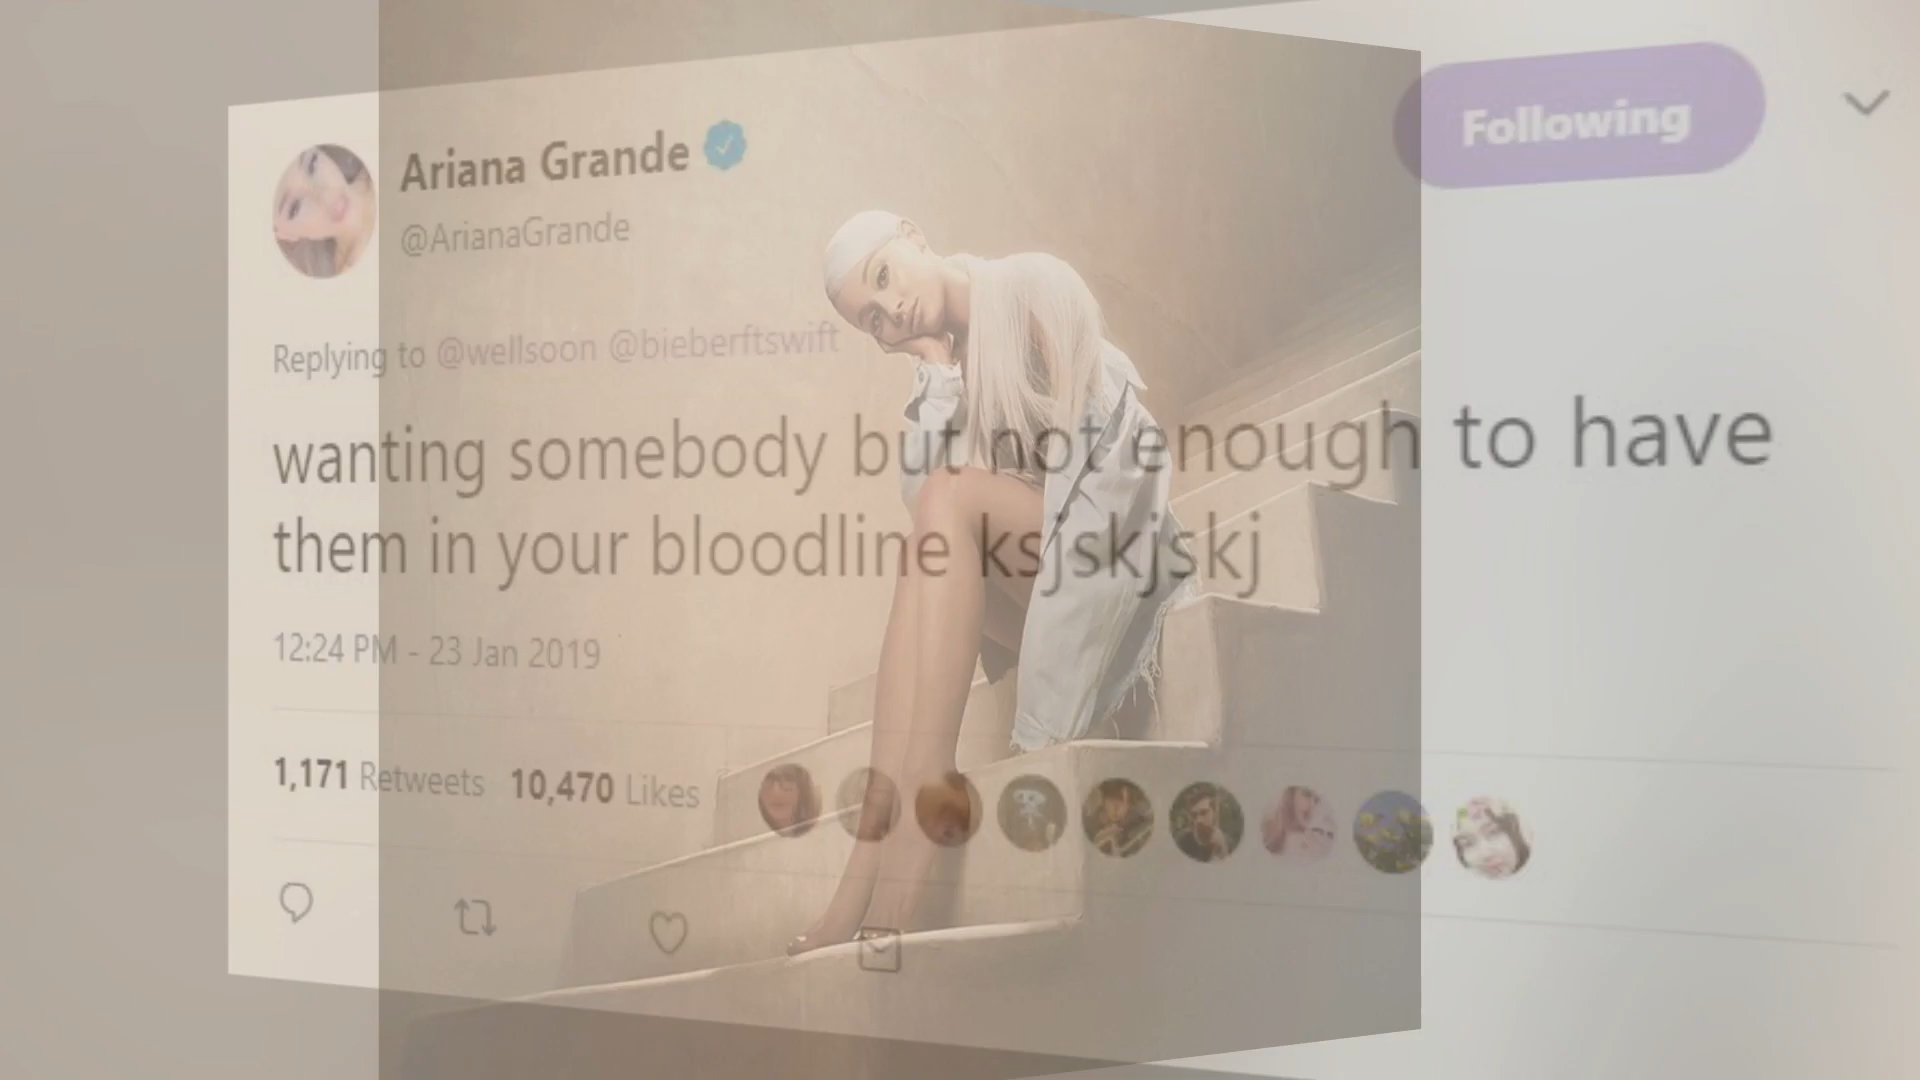 Ariana Grande
@ArianaGrande
Following
Replying to @wellsoon @bieberftswift
wanting somebody but not enough to have
them in your bloodline ksjskjskj
12:24 PM - 23 Jan 2019
1,171 Retweets 10,470 Likes